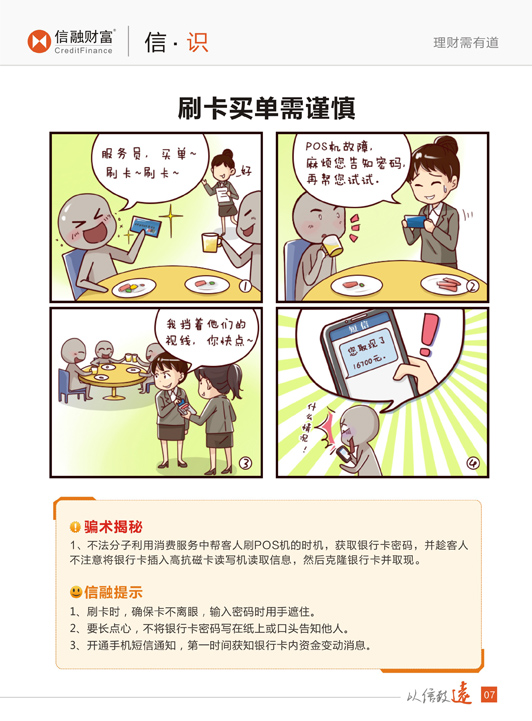 信融财富®
CreditFinance
信·识
理财需有道
刷卡买单需谨慎
服务员，买单~
刷卡~刷卡~
好
①
POS机故障，
麻烦您告知密码，
再帮您试试.
②
我挡着他们的
视线，你快点~
③
短信
您取现了
16700元.
什么情况！
④
骗术揭秘
1、不法分子利用消费服务中帮客人刷POS机的时机，获取银行卡密码，并趁客人
不注意将银行卡插入高抗磁卡读写机读取信息，然后克隆银行卡并取现。
信融提示
1、刷卡时，确保卡不离眼，输入密码时用手遮住。
2、要长点心，不将银行卡密码写在纸上或口头告知他人。
3、开通手机短信通知，第一时间获知银行卡内资金变动消息。
以信致远
07